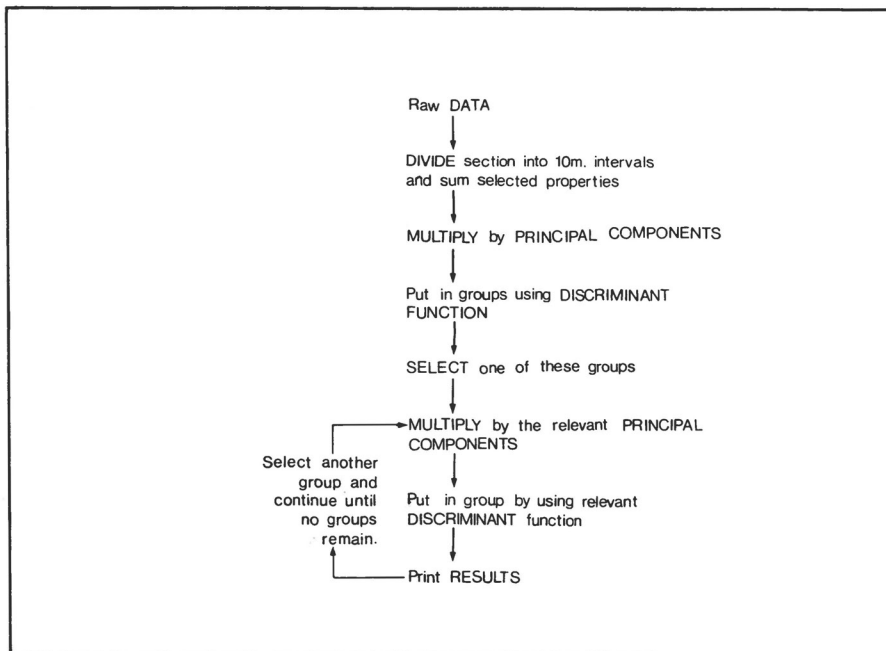 Raw DATA
DIVIDE section into 10m. intervals
and sum selected properties
MULTIPLY by PRINCIPAL COMPONENTS
Put in groups using DISCRIMINANT
FUNCTION
SELECT one of these groups
MULTIPLY by the relevant PRINCIPAL
COMPONENTS
Select another
group and
continue until
no groups
remain.
Put in group by using relevant
DISCRIMINANT function
Print RESULTS